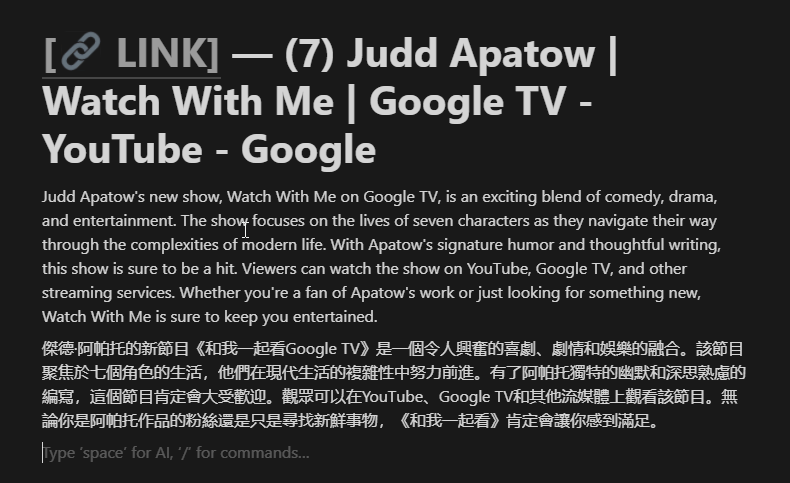 [🔗 LINK] — (7) Judd Apatow |
Watch With Me | Google TV -
YouTube - Google
Judd Apatow's new show, Watch With Me on Google TV, is an exciting blend of comedy, drama,
and entertainment. The show focuses on the lives of seven characters as they navigate their way
through the complexities of modern life. With Apatow's signature humor and thoughtful writing,
this show is sure to be a hit. Viewers can watch the show on YouTube, Google TV, and other
streaming services. Whether you're a fan of Apatow's work or just looking for something new,
Watch With Me is sure to keep you entertained.
傑德·阿帕托的新節目《和我一起看Google TV》是一個令人興奮的喜劇、劇情和娛樂的融合。該節目
聚焦於七個角色的生活，他們在現代生活的複雜性中努力前進。有了阿帕托獨特的幽默和深思熟慮的
編寫，這個節目肯定會大受歡迎。觀眾可以在YouTube、Google TV和其他流媒體上觀看該節目。無
論你是阿帕托作品的粉絲還是只是尋找新鮮事物，《和我一起看》肯定會讓你感到滿足。
Type 'space' for AI, '/' for commands...